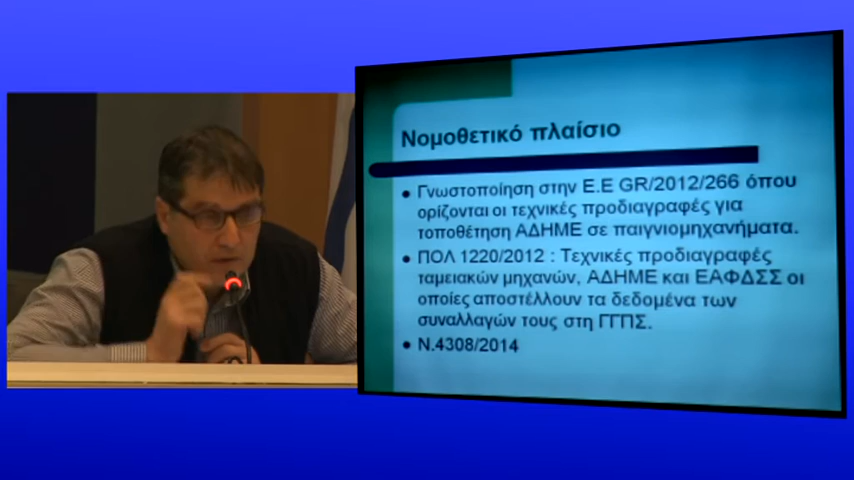 Νομοθετικό πλαίσιο
• Γνωστοποίηση στην Ε.Ε GR/2012/266 όπου
ορίζονται οι τεχνικές προδιαγραφές για
τοποθέτηση ΑΔΗΜΕ σε παιγνιομηχανήματα.
• ΠΟΛ 1220/2012 : Τεχνικές προδιαγραφές
ταμειακών μηχανών, ΑΔΗΜΕ και ΕΑΦΔΣΣ οι
οποίες αποστέλλουν τα δεδομένα των
συναλλαγών τους στη ΓΓΠΣ.
• Ν.4308/2014